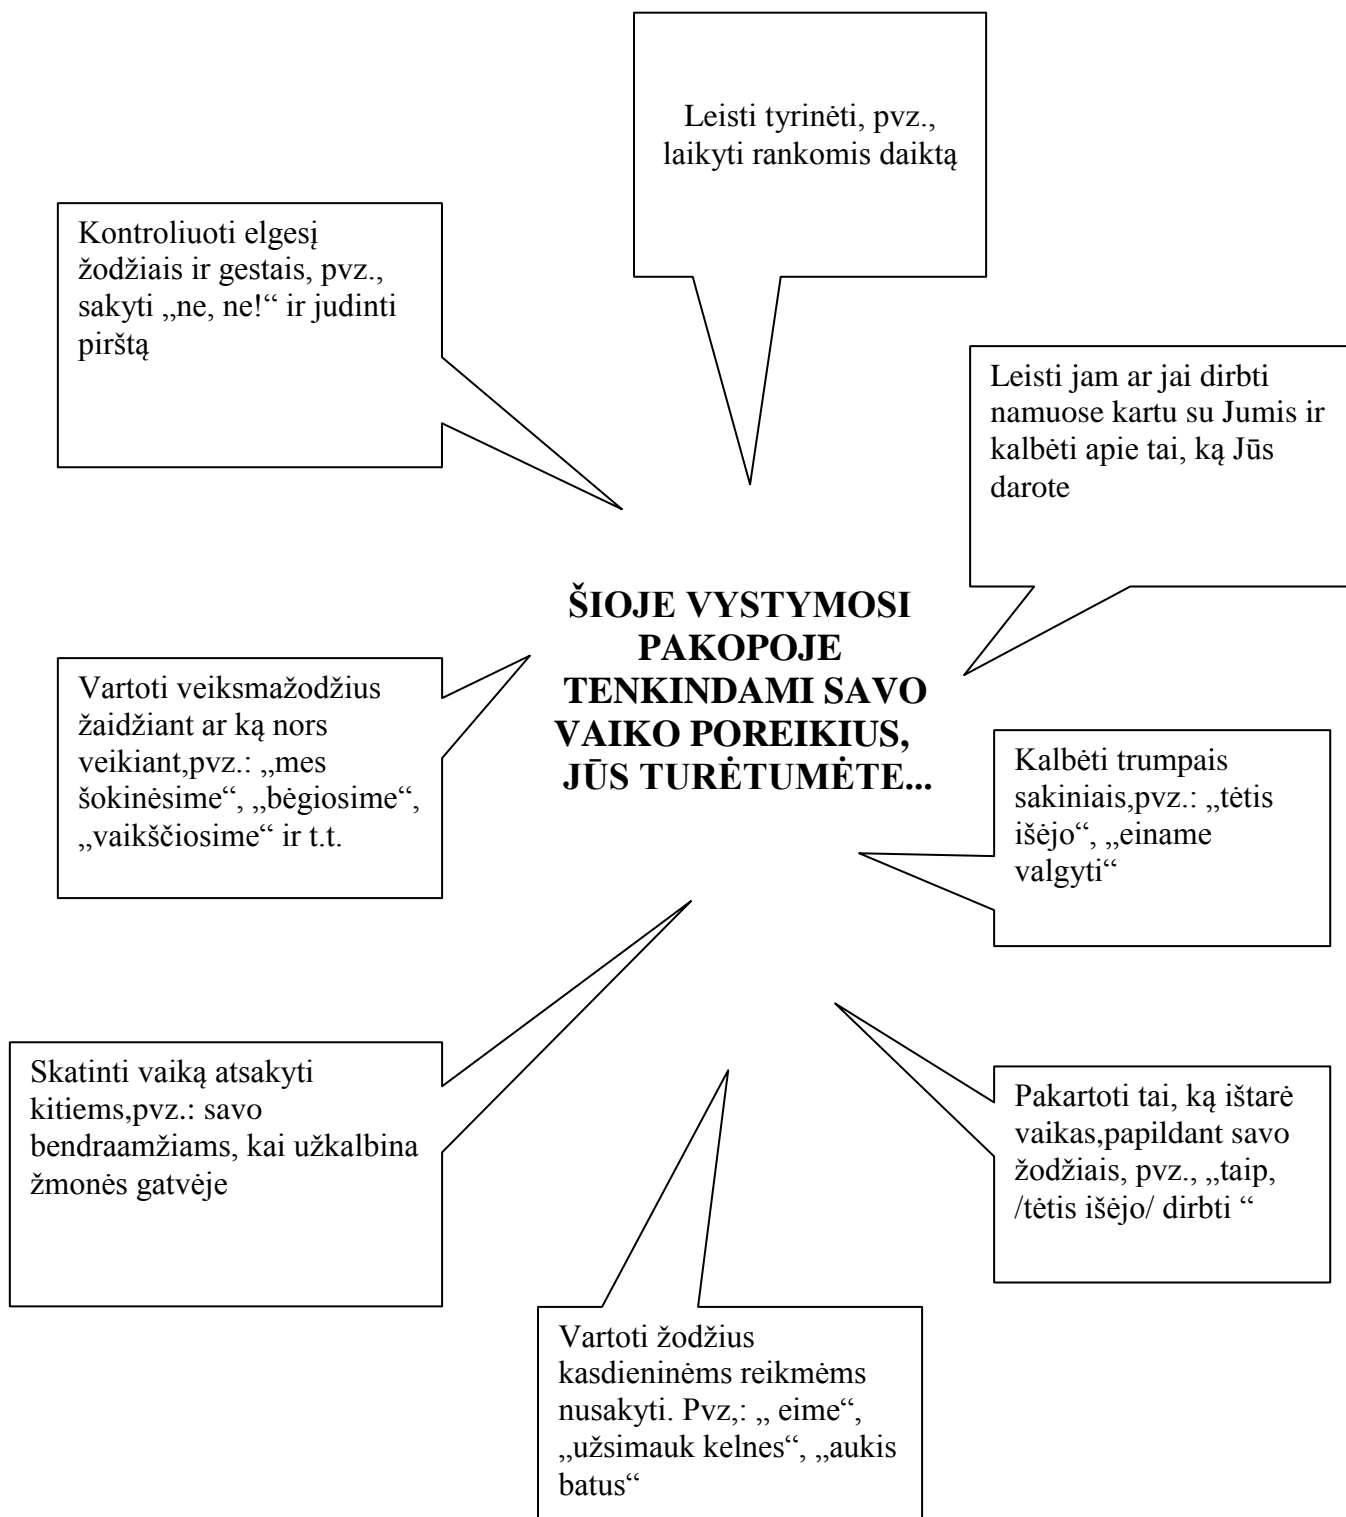 Leisti tyrinėti, pvz.,
laikyti rankomis daiktą
Kontroliuoti elgesį
žodžiais ir gestais, pvz.,
sakyti „ne, ne!“ ir judinti
pirštą
Leisti jam ar jai dirbti
namuose kartu su Jumis ir
kalbėti apie tai, ką Jūs
darote
ŠIOJE VYSTYMOSI
PAKOPOJE
TENKINDAMI SAVO
VAIKO POREIKIUS,
JŪS TURĖTUMĖTE...
Vartoti veiksmažodžius
žaidžiant ar ką nors
veikiant,pvz.: „mes
šokinėsime“, „bėgiosime“,
„vaikščiosime“ ir t.t.
Kalbėti trumpais
sakiniais,pvz.: „tėtis
išėjo“, „einame
valgyti“
Skatinti vaiką atsakyti
kitiems,pvz.: savo
bendraamžiams, kai užkalbina
žmonės gatvėje
Pakartoti tai, ką ištarė
vaikas,papildant savo
žodžiais, pvz., „taip,
/tėtis išėjo/ dirbti “
Vartoti žodžius
kasdieninėms reikmėms
nusakyti. Pvz,: „ eime“,
„užsimauk kelnes“, „aukis
batus“